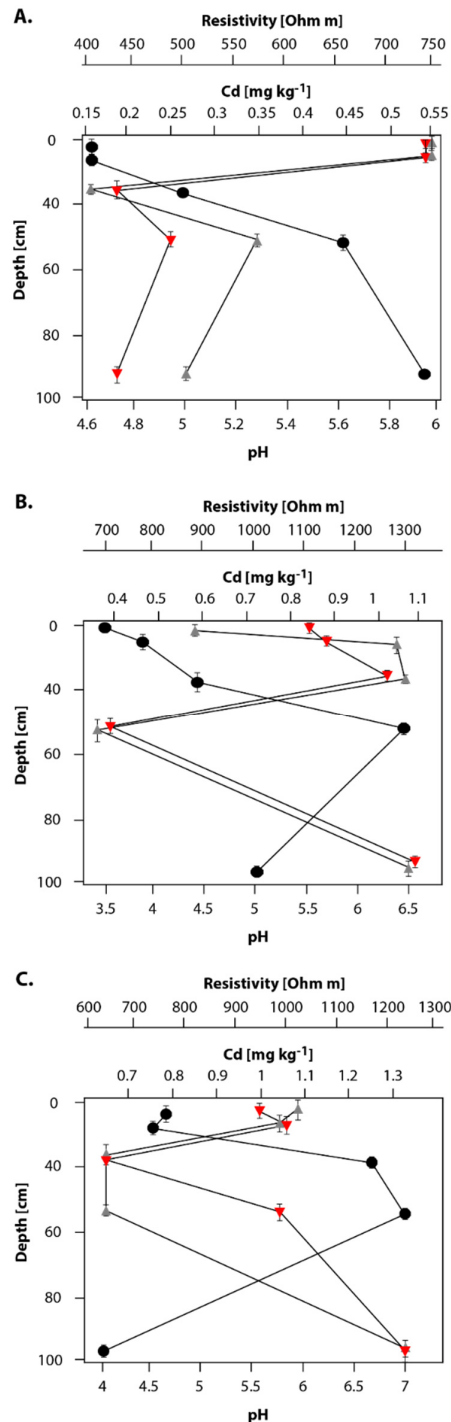 A.
Resistivity [Ohm m]
400 450 500 550 600 650 700 750
Cd [mg kg-1]
0.15 0.2 0.25 0.3 0.35 0.4 0.45 0.5 0.55
0
40
60
80
100
Depth [cm]
4.6 4.8 5 5.2 5.4 5.6 5.8 6
pH
B.
Resistivity [Ohm m]
700 800 900 1000 1100 1200 1300
Cd [mg kg-1]
0.4 0.5 0.6 0.7 0.8 0.9 1.0 1.1
0
20
40
60
80
100
Depth [cm]
3.5 4 4.5 5 5.5 6 6.5
pH
C.
Resistivity [Ohm m]
600 700 800 900 1000 1100 1200 1300
Cd [mg kg-1]
0.7 0.8 0.9 1 1.1 1.2 1.3
0
20
40
60
80
100
Depth [cm]
4 4.5 5 5.5 6 6.5 7
pH